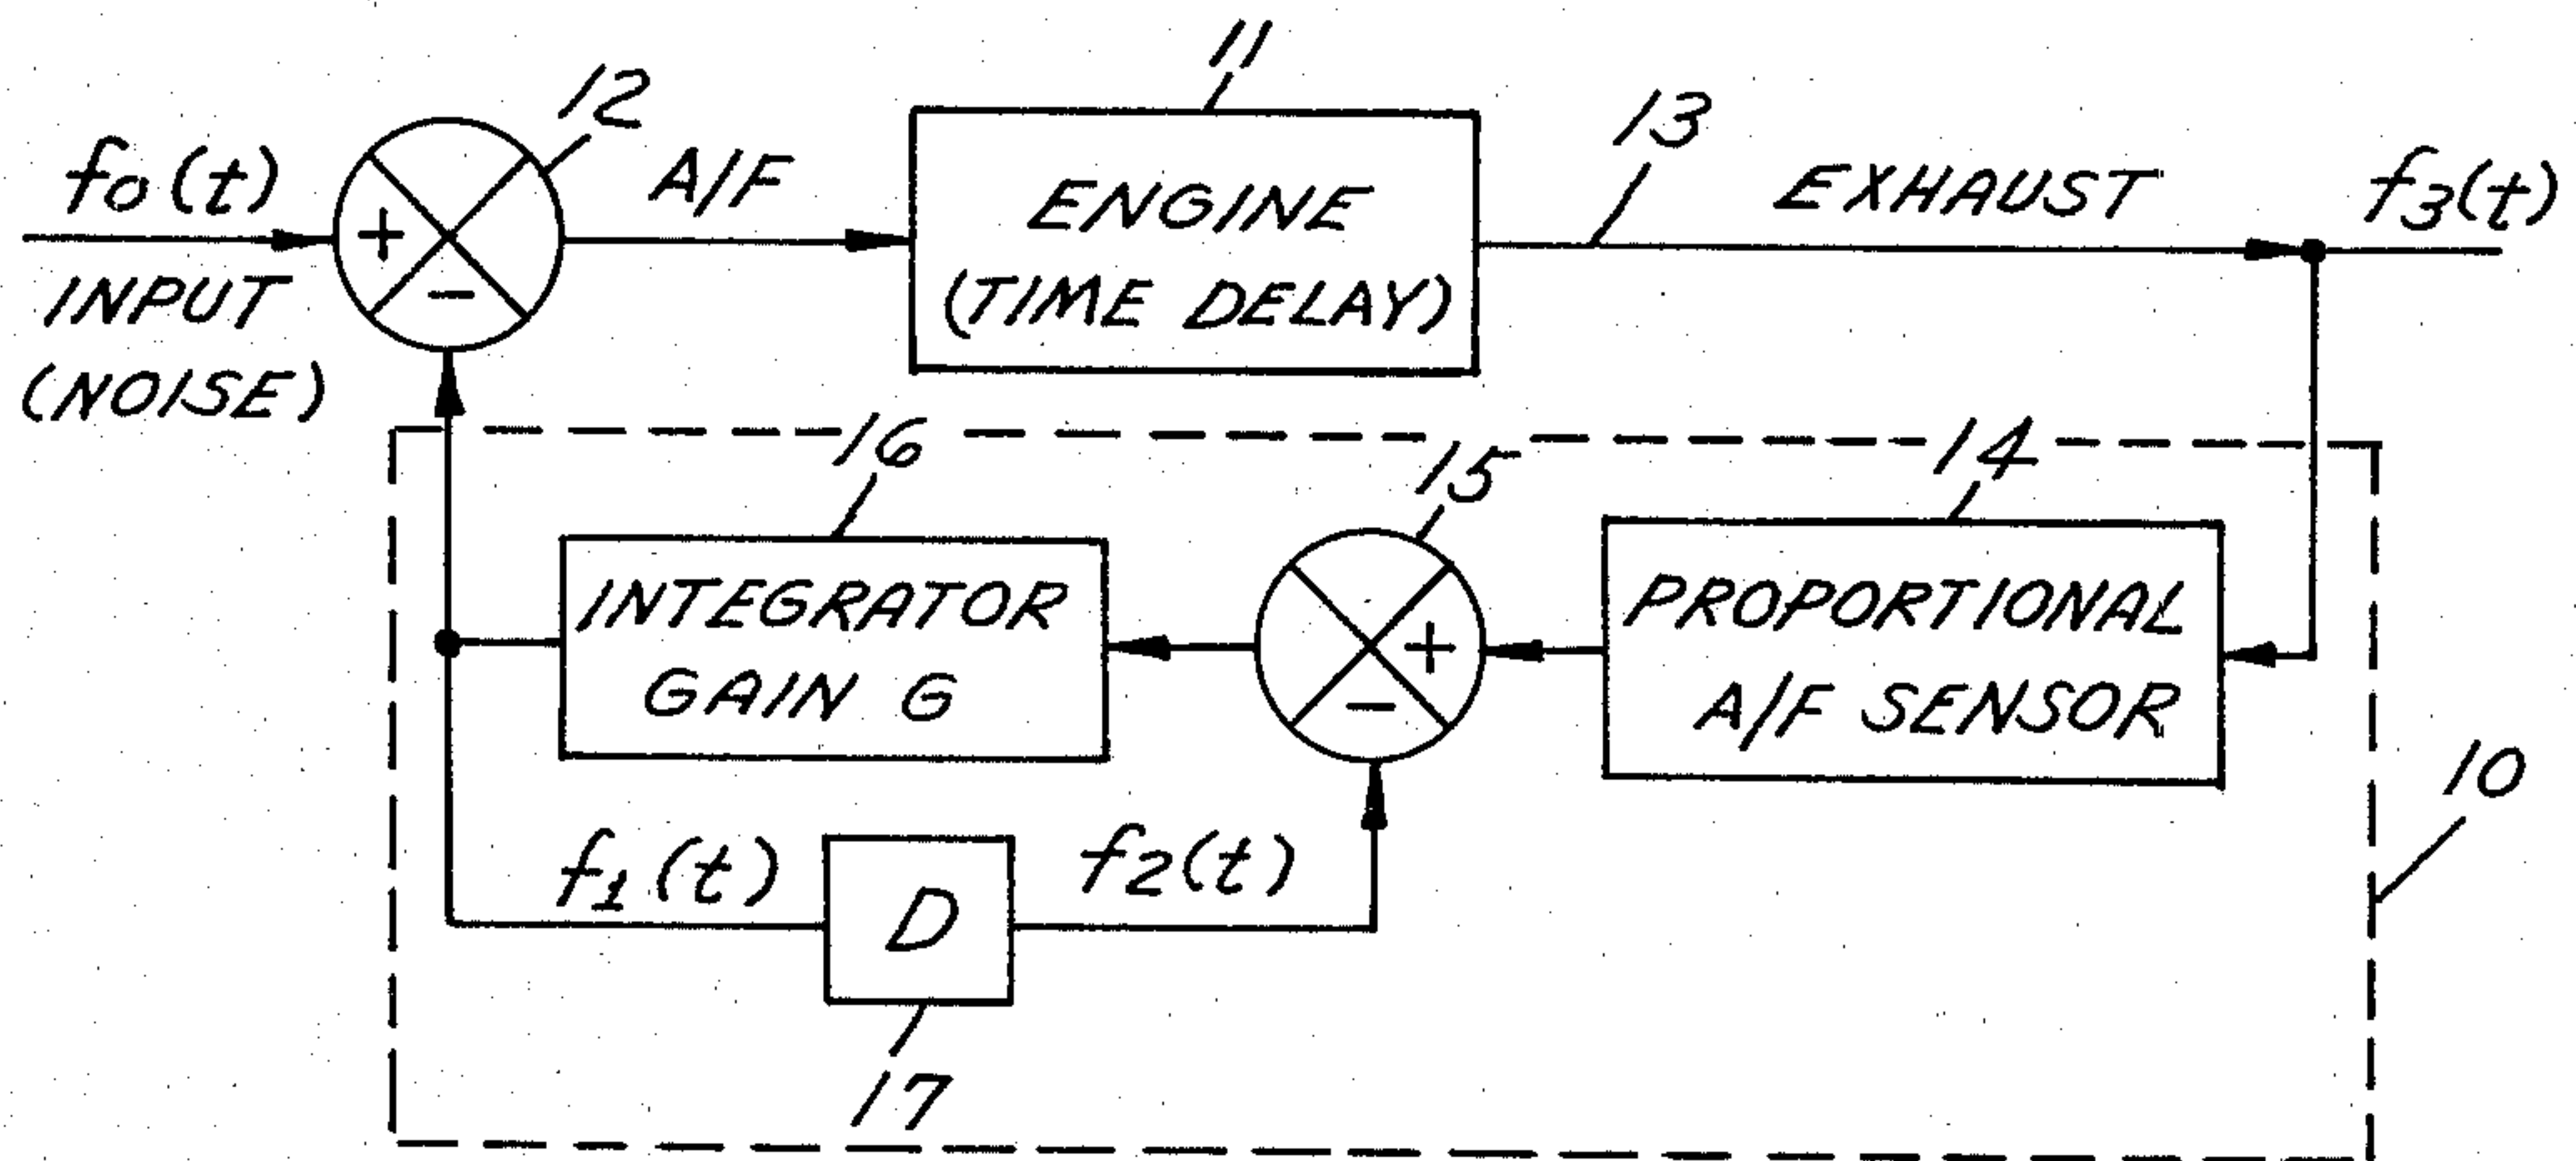 11
12
13
f0(t)
A/F
ENGINE
(TIME DELAY)
EXHAUST
f3(t)
+
−
INPUT
(NOISE)
16
15
14
INTEGRATOR
GAIN G
+
−
PROPORTIONAL
A/F SENSOR
10
f1(t)
D
f2(t)
17